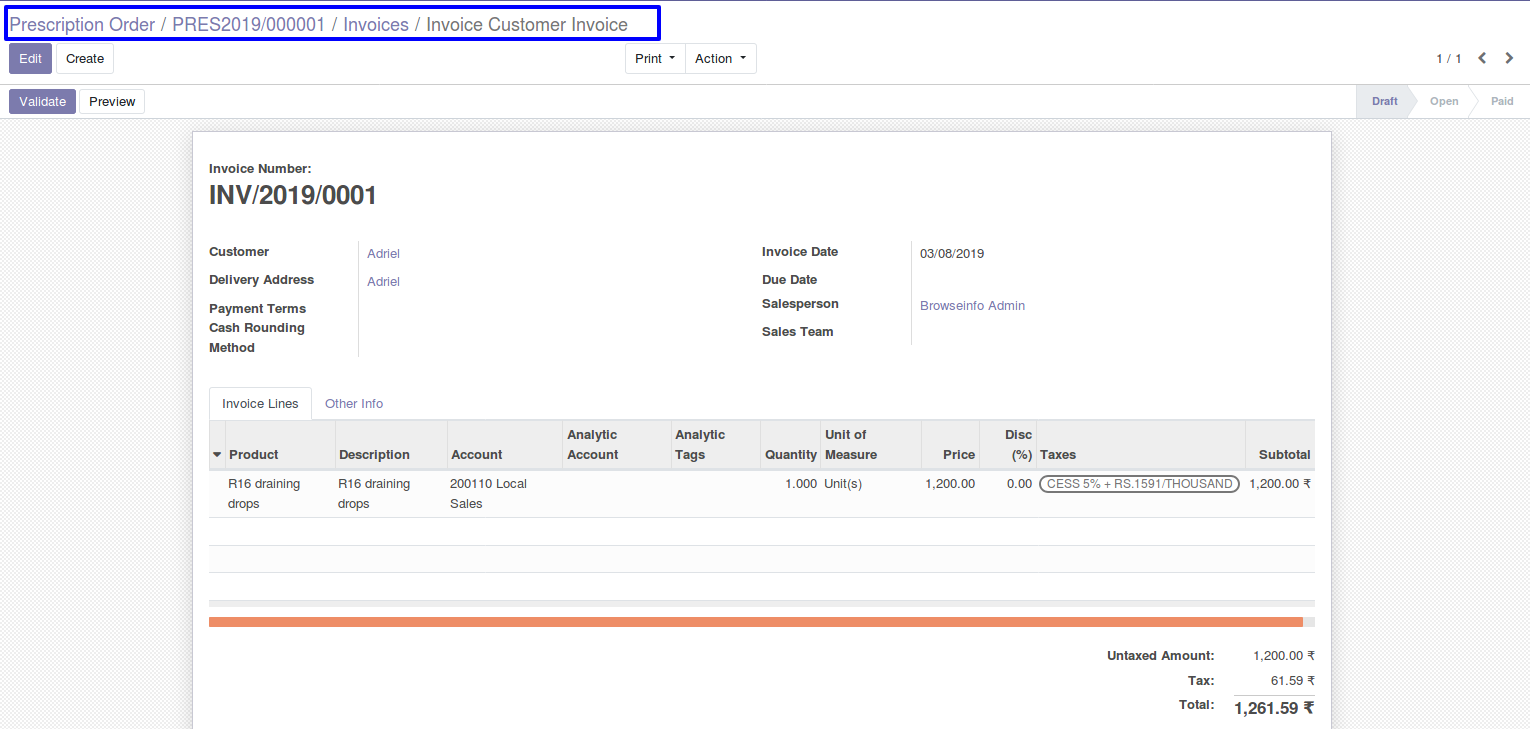 Prescription Order / PRES2019/000001 / Invoices / Invoice Customer Invoice
Edit Create Print Action 1 / 1
Validate Preview Draft Open Paid
Invoice Number:
INV/2019/0001
Customer Adriel
Delivery Address Adriel
Payment Terms
Cash Rounding
Method
Invoice Date 03/08/2019
Due Date
Salesperson Browseinfo Admin
Sales Team
Invoice Lines Other Info
Product Description Account Analytic Account Analytic Tags Quantity Unit of Measure Price Disc (%) Taxes Subtotal
R16 draining drops R16 draining drops 200110 Local Sales 1.000 Unit(s) 1,200.00 0.00 CESS 5% + RS.1591/THOUSAND 1,200.00 ₹
Untaxed Amount: 1,200.00 ₹
Tax: 61.59 ₹
Total: 1,261.59 ₹